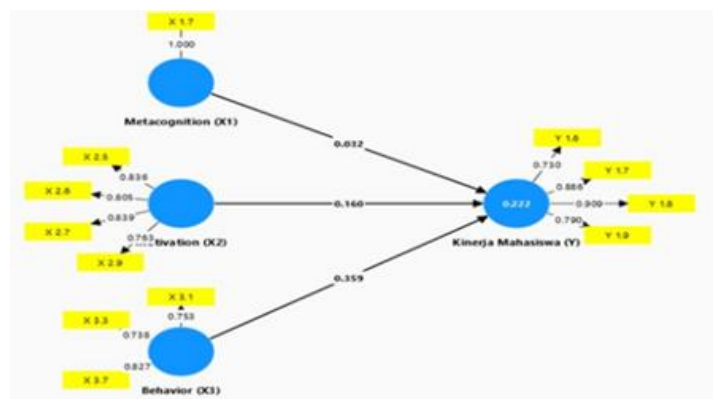 X 1.7
1.000
Metacognition (X1)
0.032
X 2.5
0.836
X 2.6
0.805
X 2.7
0.839
X 2.9
0.763
tivation (X2)
0.160
X 3.1
0.753
X 3.3
0.738
X 3.7
0.827
Behavior (X3)
0.359
0.222
Kinerja Mahasiswa (Y)
Y 1.6
0.730
Y 1.7
0.866
Y 1.8
0.909
Y 1.9
0.790